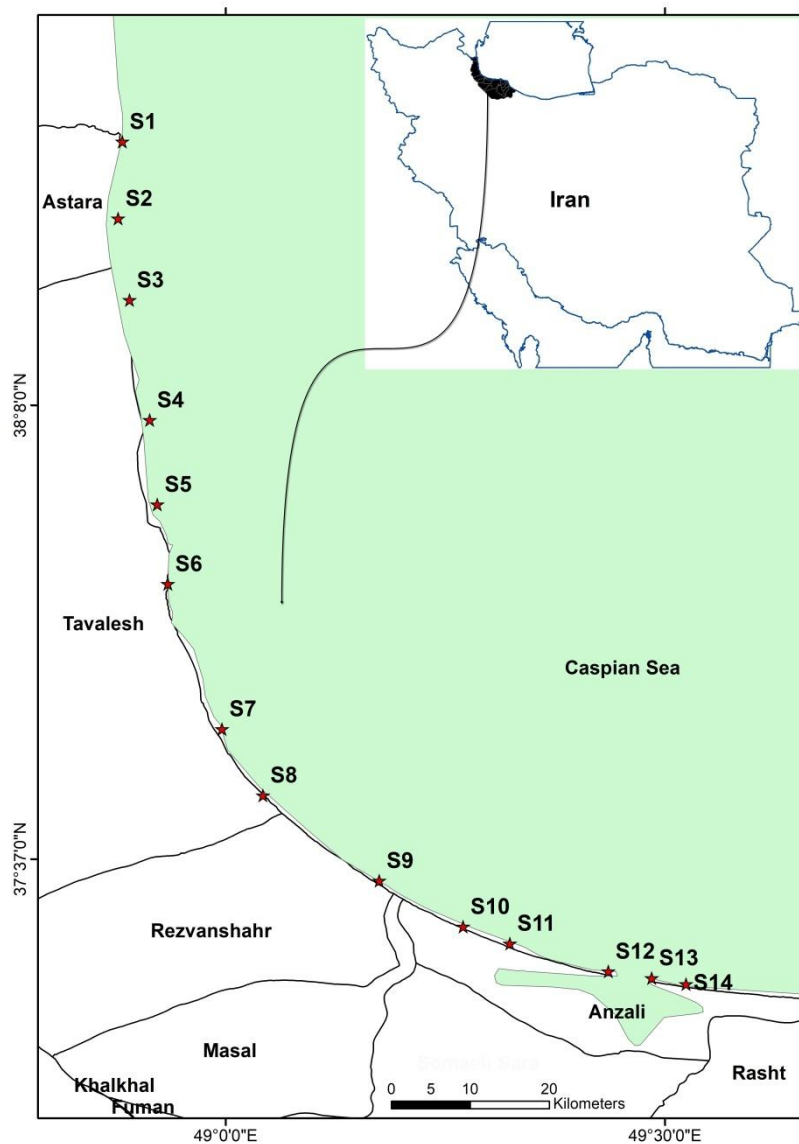 S1
Astara
S2
Iran
S3
38°8'0"N
S4
S5
S6
Tavalesh
Caspian Sea
S7
S8
37°37'0"N
S9
S10
S11
Rezvanshahr
S12
S13
S14
Anzali
Masal
Khalkhal
Fuman
Rasht
0 5 10 20
Kilometers
49°0'0"E
49°30'0"E